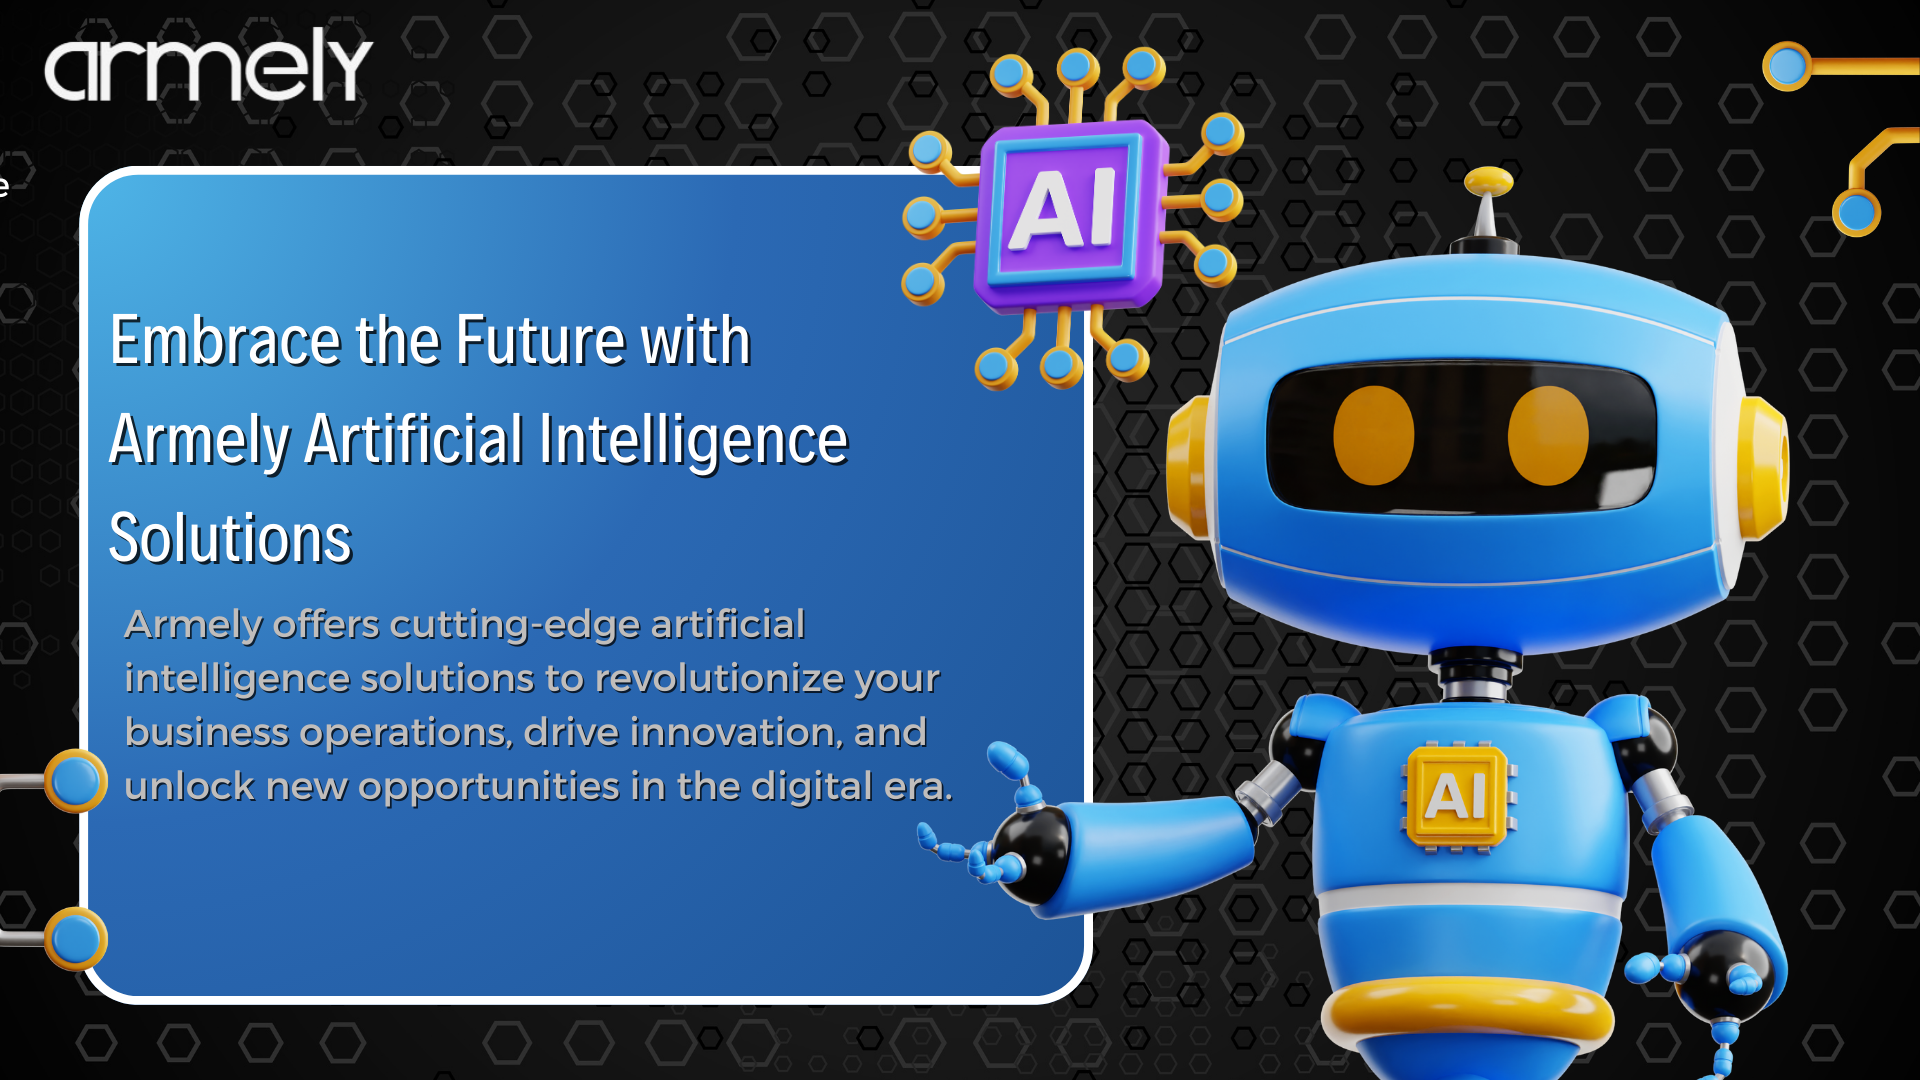 armely
e
AI
Embrace the Future with
Armely Artificial Intelligence
Solutions
Armely offers cutting-edge artificial
intelligence solutions to revolutionize your
business operations, drive innovation, and
unlock new opportunities in the digital era.
AI